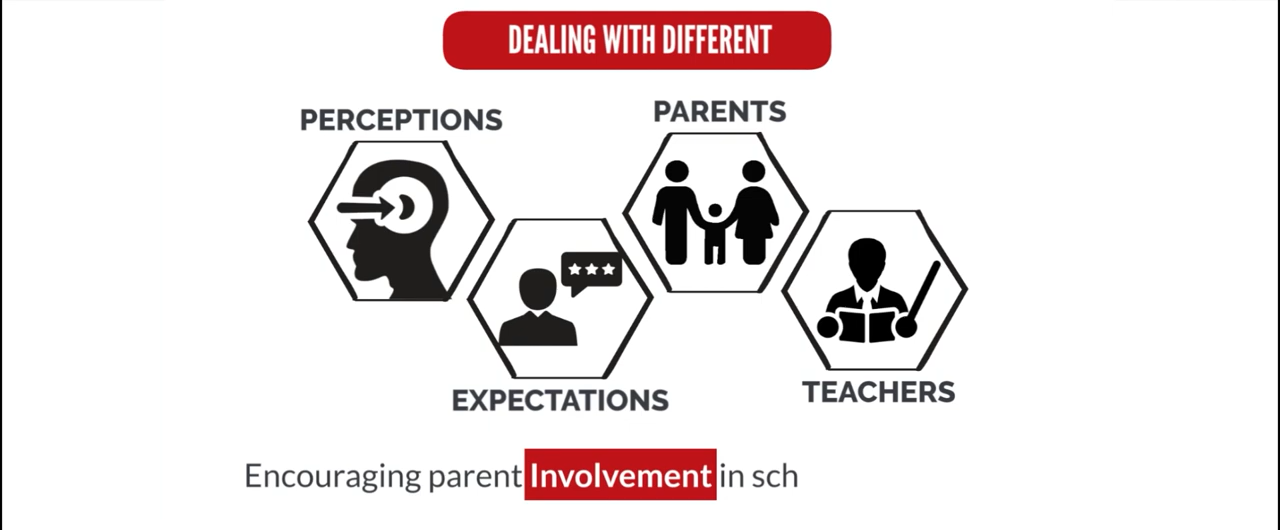 DEALING WITH DIFFERENT
PERCEPTIONS
PARENTS
EXPECTATIONS
TEACHERS
Encouraging parent Involvement in sch